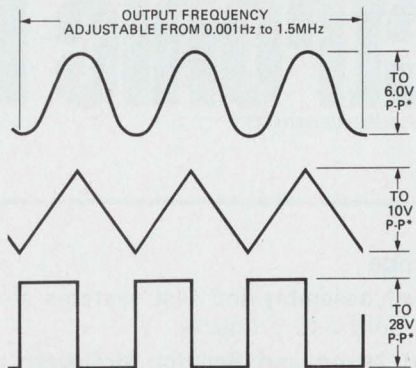 OUTPUT FREQUENCY
ADJUSTABLE FROM 0.001Hz to 1.5MHz
TO
6.0V
P-P*
TO
10V
P-P*
TO
28V
P-P*